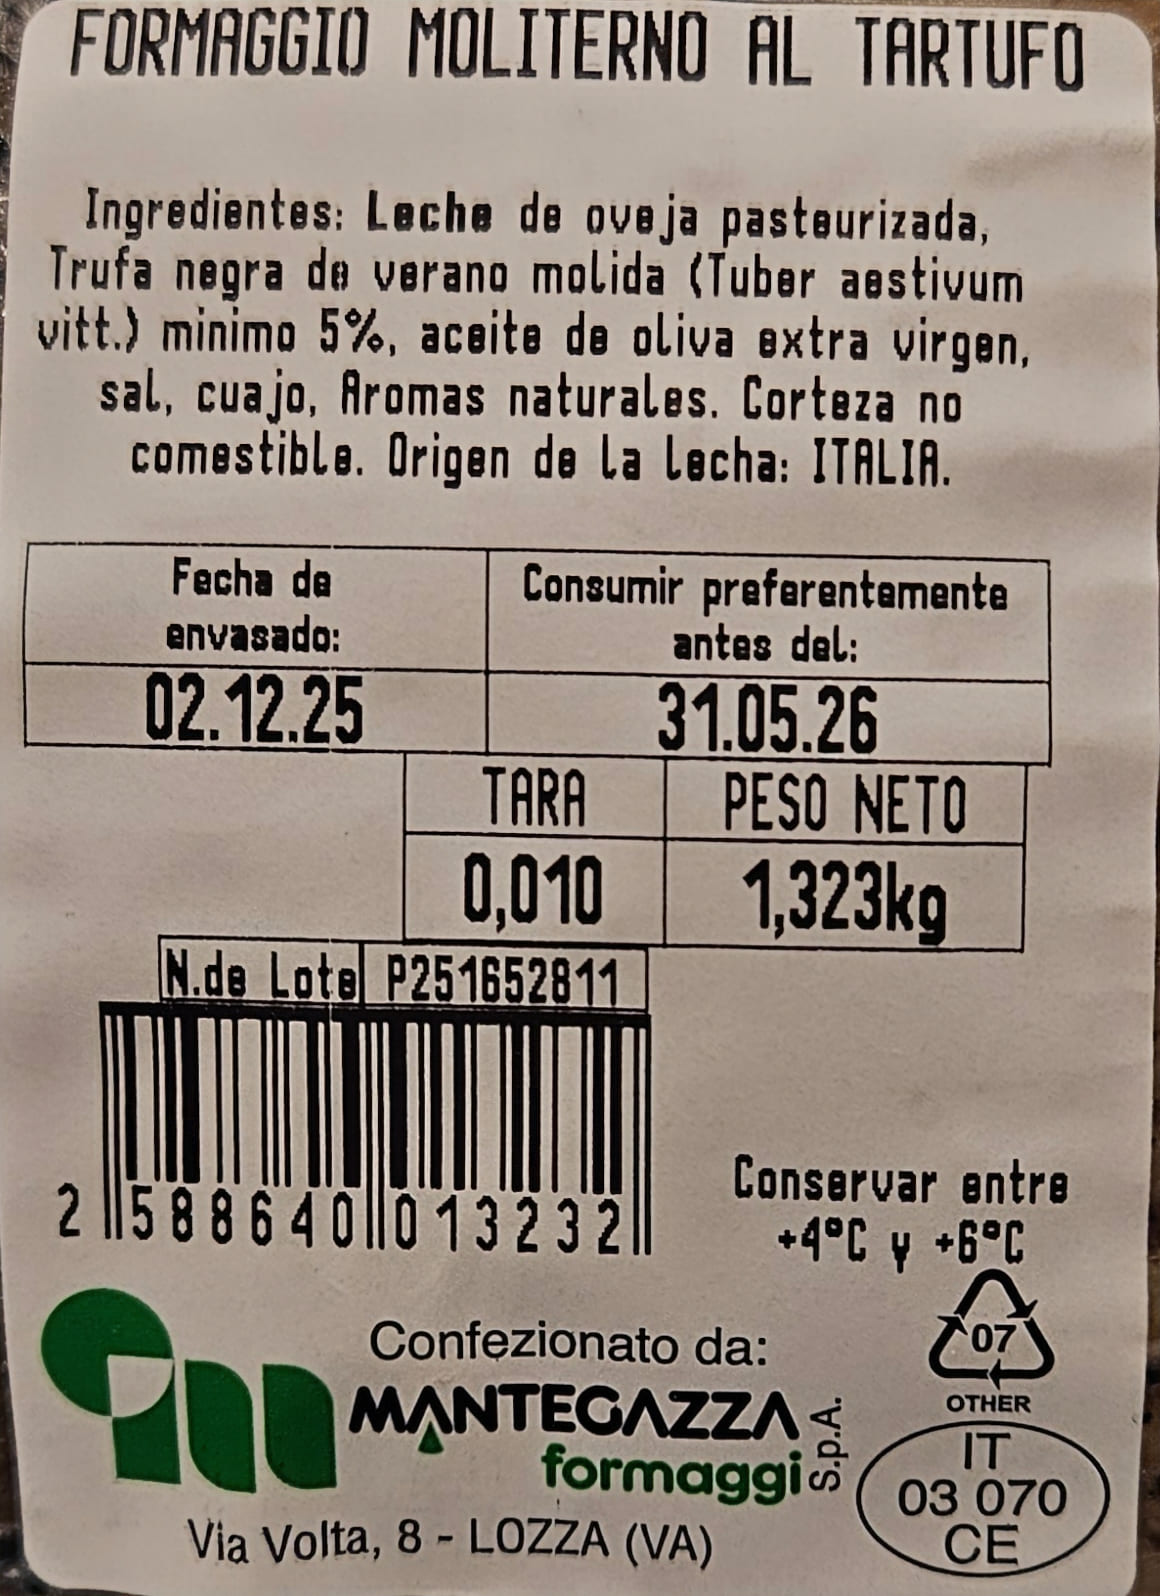 FORMAGGIO MOLITERNO AL TARTUFO
Ingredientes: Leche de oveja pasteurizada,
Trufa negra de verano molida (Tuber aestivum
vitt.) minimo 5%, aceite de oliva extra virgen,
sal, cuajo, Aromas naturales. Corteza no
comestible. Origen de la lecha: ITALIA.
Fecha de
envasado:
02.12.25
Consumir preferentemente
antes del:
31.05.26
TARA
0,010
PESO NETO
1,323kg
N.de Lote P251652811
2 588640 013232
Conservar entre
+4°C y +6°C
07
OTHER
Confezionato da:
MANTEGAZZA
formaggi S.p.A.
Via Volta, 8 - LOZZA (VA)
IT
03 070
CE